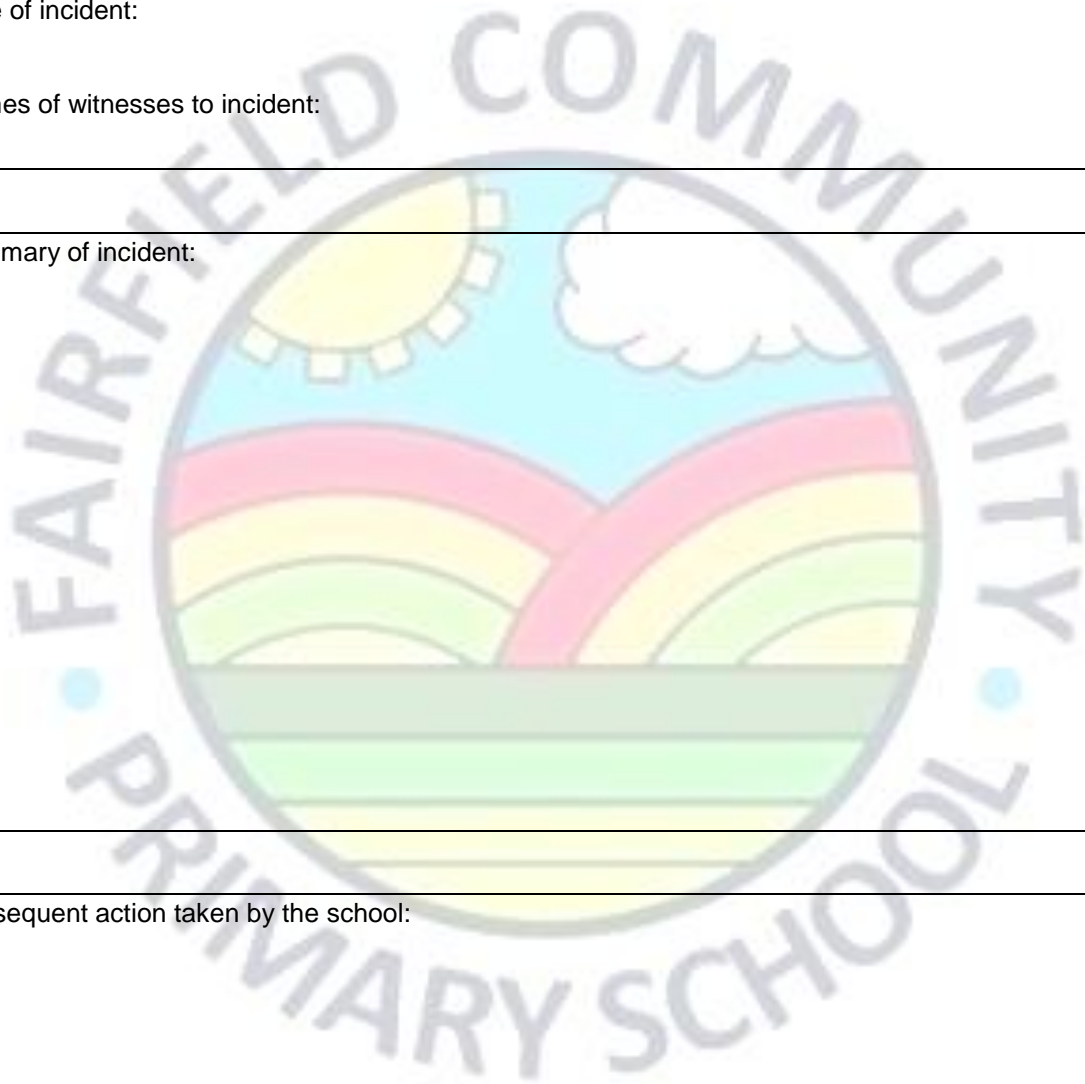 e of incident:
nes of witnesses to incident:
mary of incident:
sequent action taken by the school:
FAIRFIELD COMMUNITY
PRIMARY SCHOOL